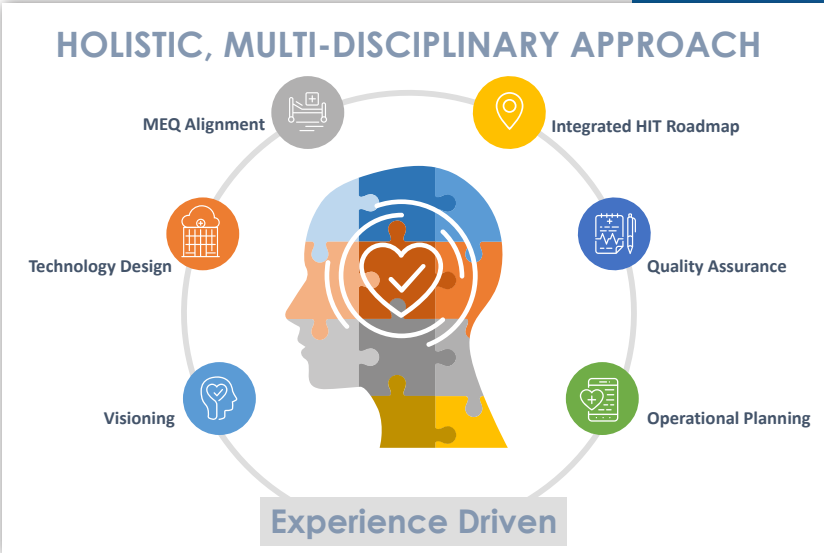 HOLISTIC, MULTI-DISCIPLINARY APPROACH
MEQ Alignment
Integrated HIT Roadmap
Technology Design
Quality Assurance
Visioning
Operational Planning
Experience Driven